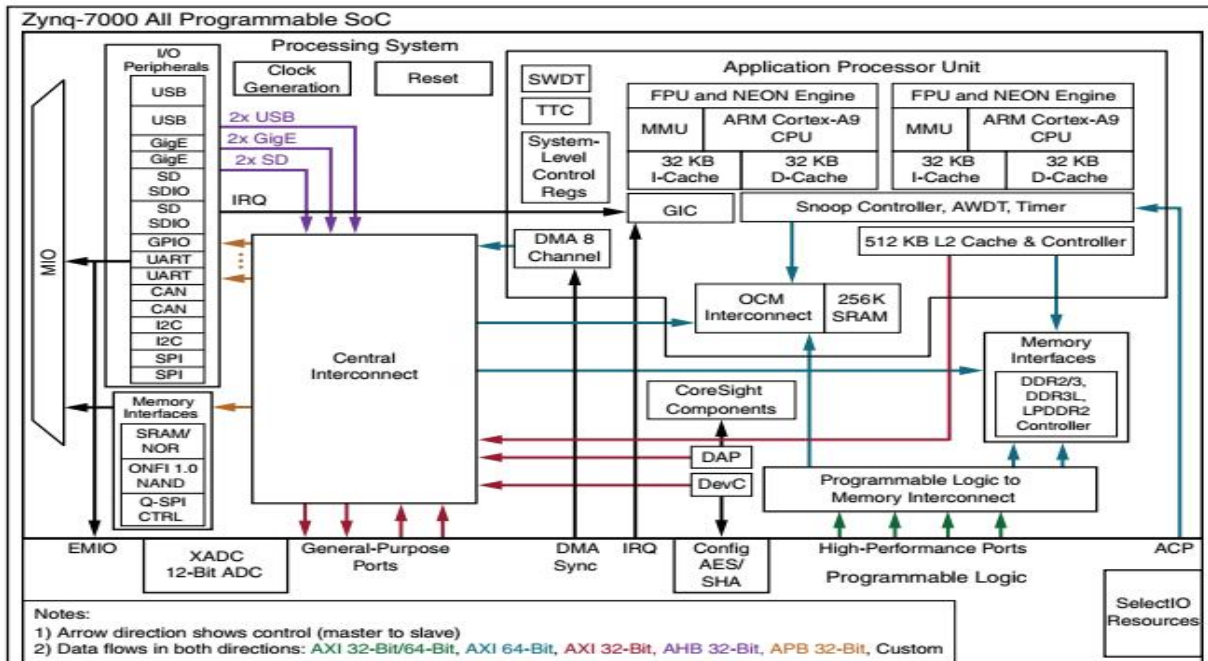 Zynq-7000 All Programmable SoC
Processing System
I/O
Peripherals
USB
USB
GigE
GigE
SD
SDIO
SD
SDIO
GPIO
UART
UART
CAN
CAN
I2C
I2C
SPI
SPI
MIO
Memory
Interfaces
SRAM/
NOR
ONFI 1.0
NAND
Q-SPI
CTRL
Clock
Generation
Reset
2x USB
2x GigE
2x SD
IRQ
Central
Interconnect
Application Processor Unit
SWDT
TTC
System-
Level
Control
Regs
FPU and NEON Engine
MMU
ARM Cortex-A9
CPU
32 KB
I-Cache
32 KB
D-Cache
FPU and NEON Engine
MMU
ARM Cortex-A9
CPU
32 KB
I-Cache
32 KB
D-Cache
GIC
Snoop Controller, AWDT, Timer
DMA 8
Channel
512 KB L2 Cache & Controller
OCM
Interconnect
256K
SRAM
Memory
Interfaces
DDR2/3,
DDR3L,
LPDDR2
Controller
CoreSight
Components
DAP
DevC
Programmable Logic to
Memory Interconnect
EMIO
XADC
12-Bit ADC
General-Purpose
Ports
DMA
Sync
IRQ
Config
AES/
SHA
High-Performance Ports
ACP
Programmable Logic
SelectIO
Resources
Notes:
1) Arrow direction shows control (master to slave)
2) Data flows in both directions: AXI 32-Bit/64-Bit, AXI 64-Bit, AXI 32-Bit, AHB 32-Bit, APB 32-Bit, Custom